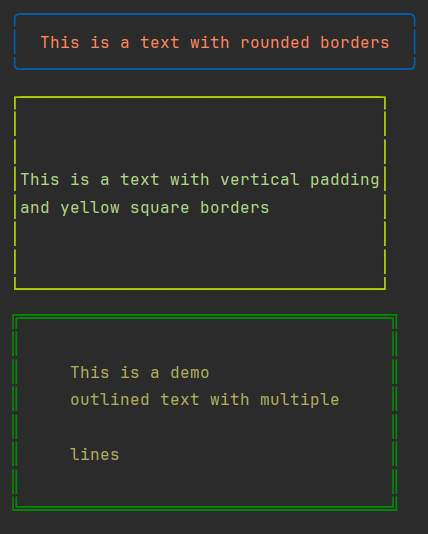 This is a text with rounded borders
This is a text with vertical padding
and yellow square borders
This is a demo
outlined text with multiple
lines